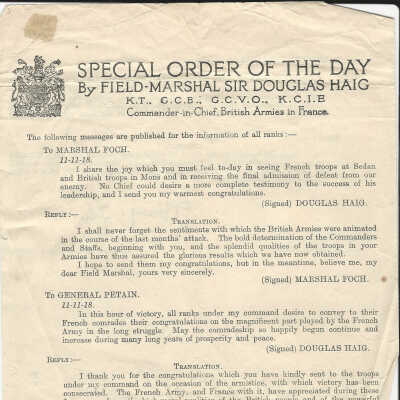 SPECIAL ORDER OF THE DAY
By FIELD-MARSHAL SIR DOUGLAS HAIG
K.T., G.C.B., G.C.V.O., K.C.I.E
Commander-in-Chief, British Armies in France.
The following messages are published for the information of all ranks :—
To MARSHAL FOCH.
11-11-18.
I share the joy which you must feel to-day in seeing French troops at Sedan
and British troops in Mons and in receiving the final admission of defeat from our
enemy. No Chief could desire a more complete testimony to the success of his
leadership, and I send you my warmest congratulations.
(Signed) DOUGLAS HAIG.
REPLY :—
TRANSLATION.
I shall never forget the sentiments with which the British Armies were animated
in the course of the last months' attack. The bold determination of the Commanders
and Staffs, beginning with you, and the splendid qualities of the troops in your
Armies have thus assured the glorious results which we have now obtained.
I hope to send them my congratulations, but in the meantime, believe me, my
dear Field Marshal, yours very sincerely.
(Signed) MARSHAL FOCH.
To GENERAL PETAIN.
11-11-18.
In this hour of victory, all ranks under my command desire to convey to their
French comrades their congratulations on the magnificent part played by the French
Army in the long struggle. May the comradeship so happily begun continue and
increase during many long years of prosperity and peace.
(Signed) DOUGLAS HAIG.
REPLY :—
TRANSLATION.
I thank you for the congratulations which you have kindly sent to the troops
under my command on the occasion of the armistice, with which victory has been
consecrated. The French Army, and France with it, have appreciated during these